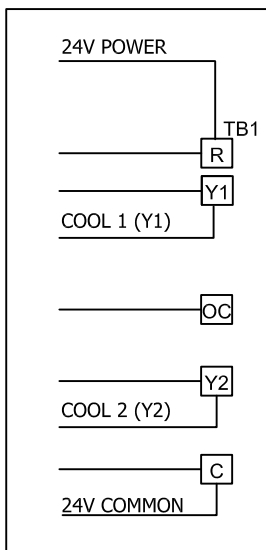 24V POWER
TB1
R
Y1
COOL 1 (Y1)
OC
Y2
COOL 2 (Y2)
C
24V COMMON